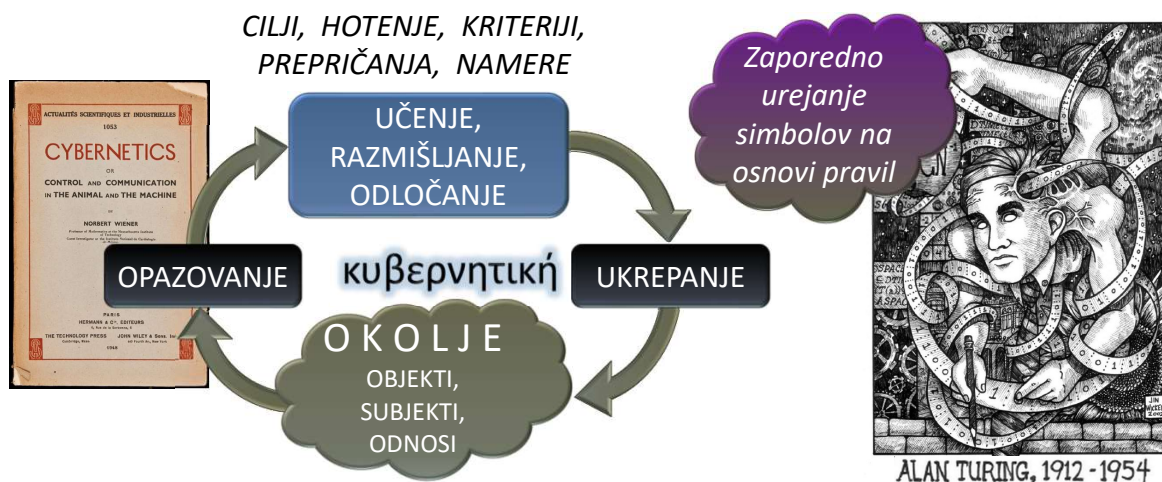 CILJI, HOTENJE, KRITERIJI,
PREPRIČANJA, NAMERE
ACTUALITÉS SCIENTIFIQUES ET INDUSTRIELLES
1053
CYBERNETICS
OR
CONTROL AND COMMUNICATION
IN THE ANIMAL AND THE MACHINE
NORBERT WIENER
PARIS
HERMANN & Cie, ÉDITEURS
THE TECHNOLOGY PRESS
JOHN WILEY & Sons, Inc.
1948
UČENJE,
RAZMIŠLJANJE,
ODLOČANJE
OPAZOVANJE
κυβερνητική
UKREPANJE
OKOLJE
OBJEKTI,
SUBJEKTI,
ODNOSI
Zaporedno
urejanje
simbolov na
osnovi pravil
ALAN TURING, 1912-1954